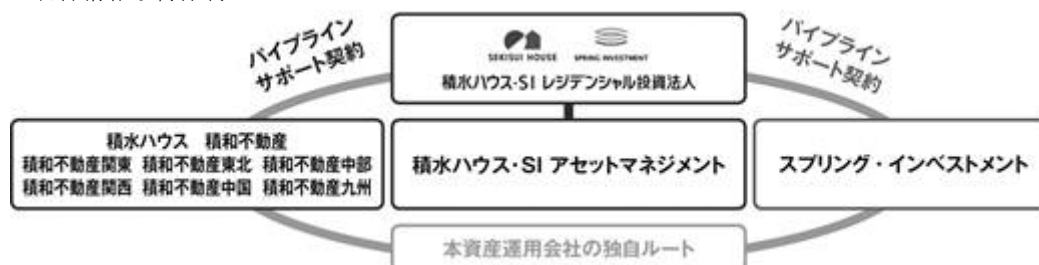 パイプライン
サポート契約
SEKISUI HOUSE
SPRING INVESTMENT
積水ハウス・SI レジデンシャル投資法人
パイプライン
サポート契約
積水ハウス 積和不動産
積和不動産関東 積和不動産東北 積和不動産中部
積和不動産関西 積和不動産中国 積和不動産九州
積水ハウス・SI アセットマネジメント
スプリング・インベストメント
本資産運用会社の独自ルート